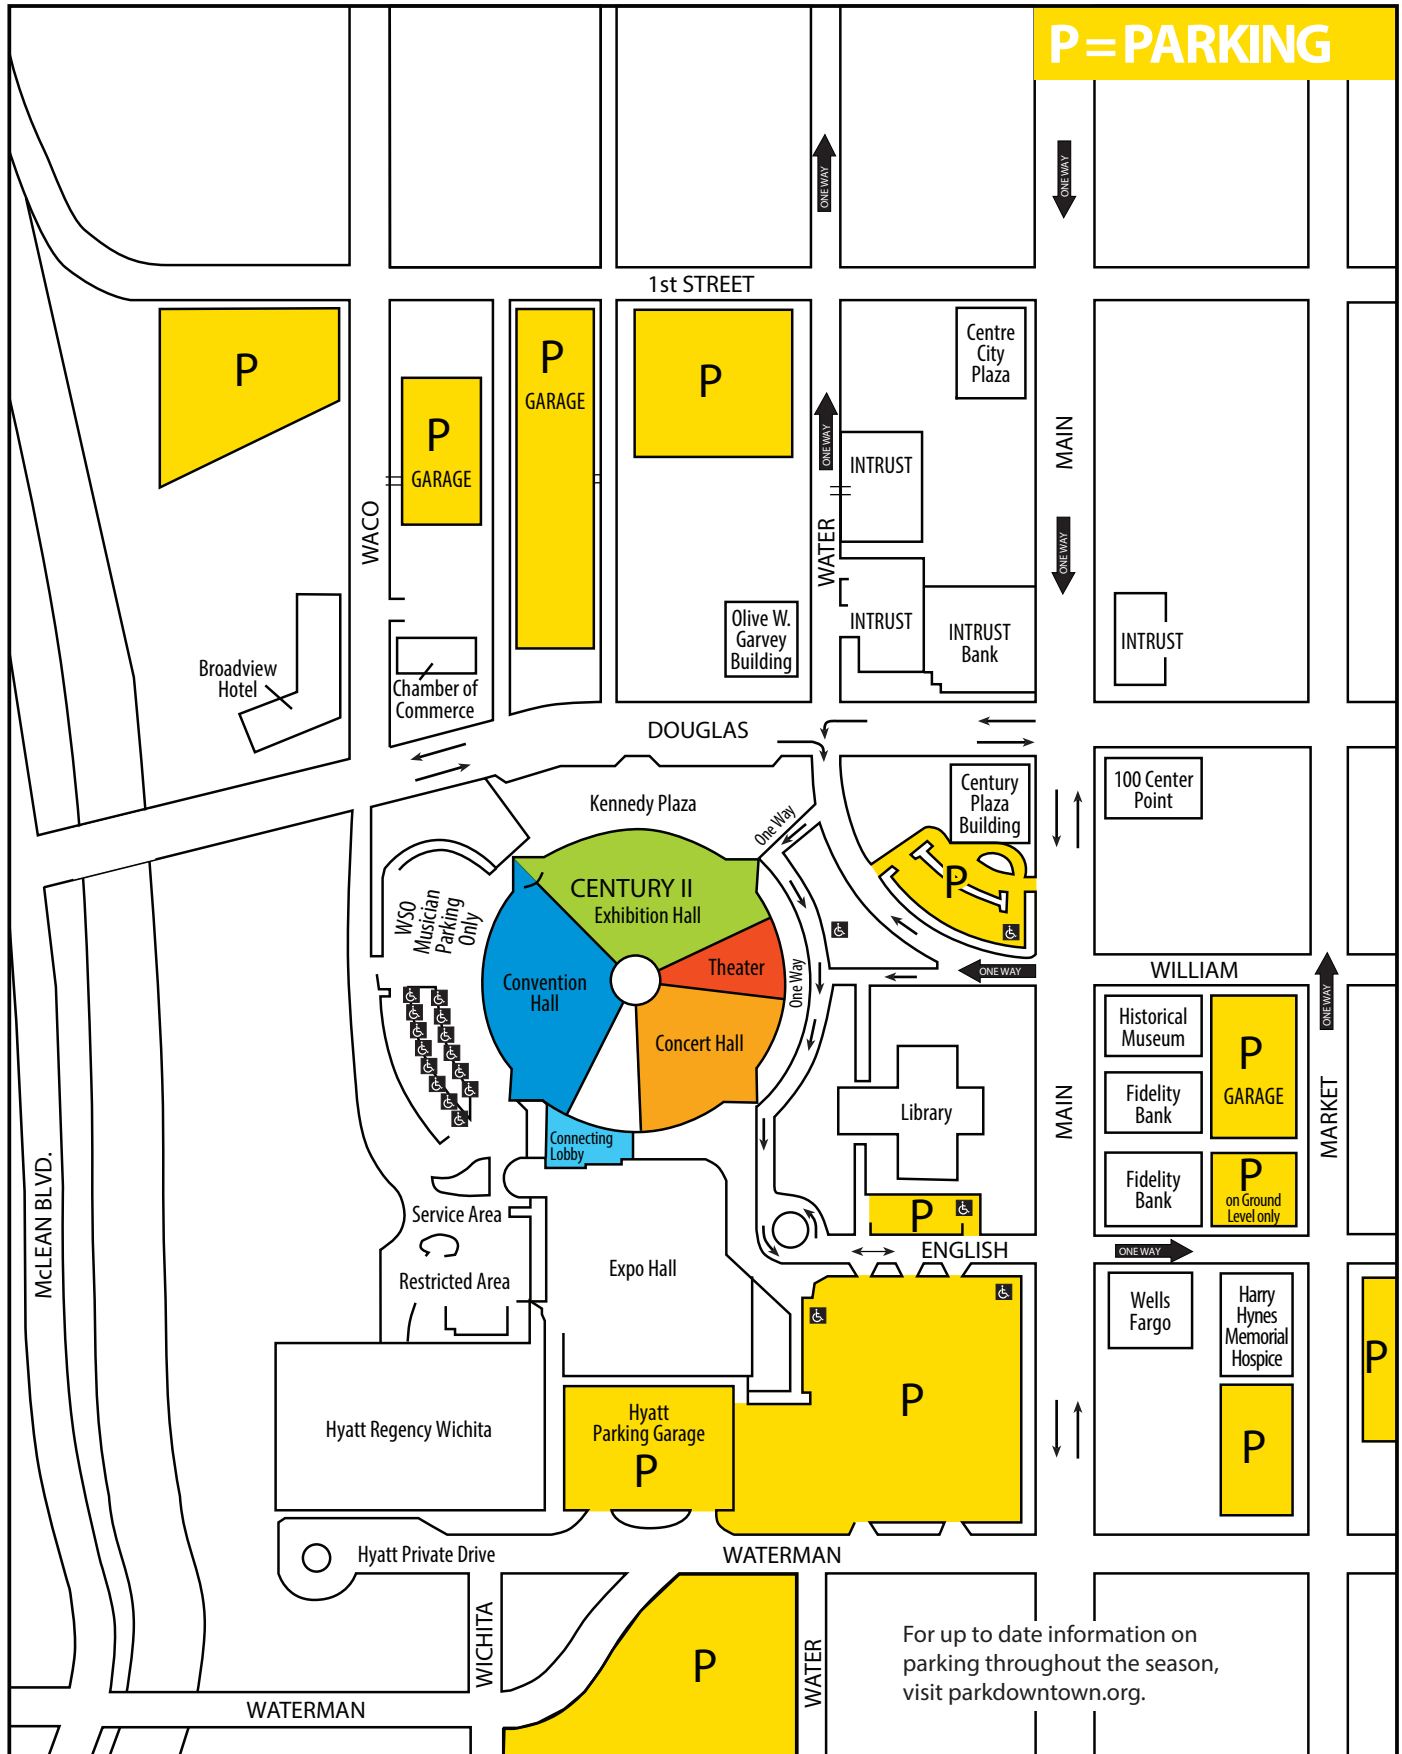 P = PARKING
ONE WAY
ONE WAY
1st STREET
P
P
GARAGE
P
GARAGE
P
Centre
City
Plaza
ONE WAY
MAIN
INTRUST
WACO
WATER
ONE WAY
Olive W.
Garvey
Building
INTRUST
INTRUST
Bank
INTRUST
Broadview
Hotel
Chamber of
Commerce
DOUGLAS
Kennedy Plaza
One Way
Century
Plaza
Building
100 Center
Point
P
CENTURY II
Exhibition Hall
WSO
Musician
Parking
Only
Theater
Convention
Hall
One Way
ONE WAY
WILLIAM
ONE WAY
Concert Hall
Historical
Museum
P
GARAGE
Library
MAIN
Fidelity
Bank
MARKET
Connecting
Lobby
McLEAN BLVD.
Fidelity
Bank
P
on Ground
Level only
Service Area
P
ENGLISH
ONE WAY
Restricted Area
Expo Hall
Wells
Fargo
Harry
Hynes
Memorial
Hospice
P
Hyatt Regency Wichita
Hyatt
Parking Garage
P
P
P
Hyatt Private Drive
WATERMAN
WICHITA
P
WATER
For up to date information on
parking throughout the season,
visit parkdowntown.org.
WATERMAN